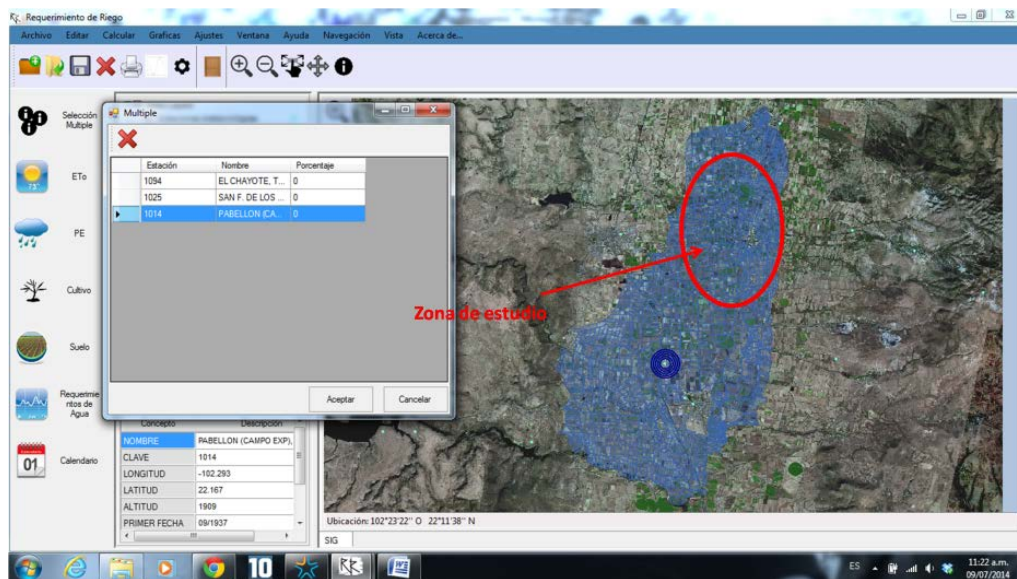 Requerimiento de Riego
Archivo Editar Calcular Graficas Ajustes Ventana Ayuda Navegación Vista Acerca de...
Selección Multiple
ETo
PE
Cultivo
Suelo
Requerimientos de Agua
Calendario
Multiple
Estación Nombre Porcentaje
1094 EL CHAYOTE, T... 0
1025 SAN F. DE LOS ... 0
1014 PABELLON (CA... 0
Aceptar Cancelar
Concepto Descripción
NOMBRE PABELLON (CAMPO EXP),
CLAVE 1014
LONGITUD -102.293
LATITUD 22.167
ALTITUD 1909
PRIMER FECHA 09/1937
Zona de estudio
Ubicación: 102°23'22'' O 22°11'38'' N
SIG
75°
01
10
ES
11:22 a.m.
09/07/2014